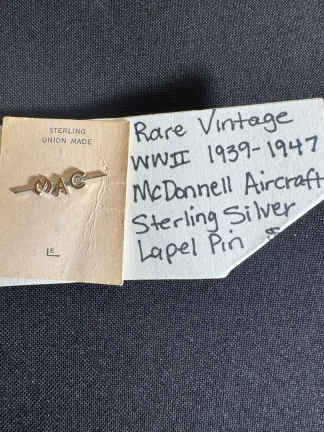 STERLING
UNION MADE
MAC
Rare Vintage
WWII 1939-1947
McDonnell Aircraft
Sterling Silver
Lapel Pin $